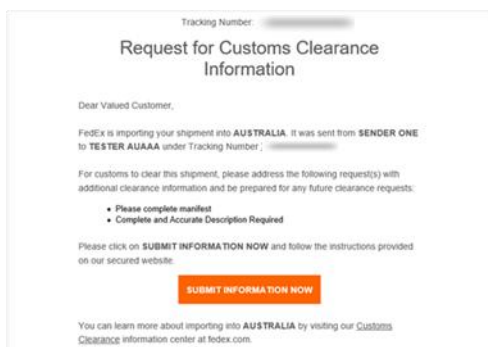 Tracking Number:
Request for Customs Clearance
Information
Dear Valued Customer,
FedEx is importing your shipment into AUSTRALIA. It was sent from SENDER ONE
to TESTER AUAAA under Tracking Number :
For customs to clear this shipment, please address the following request(s) with
additional clearance information and be prepared for any future clearance requests:
• Please complete manifest
• Complete and Accurate Description Required
Please click on SUBMIT INFORMATION NOW and follow the instructions provided
on our secured website.
SUBMIT INFORMATION NOW
You can learn more about importing into AUSTRALIA by visiting our Customs
Clearance information center at fedex.com.